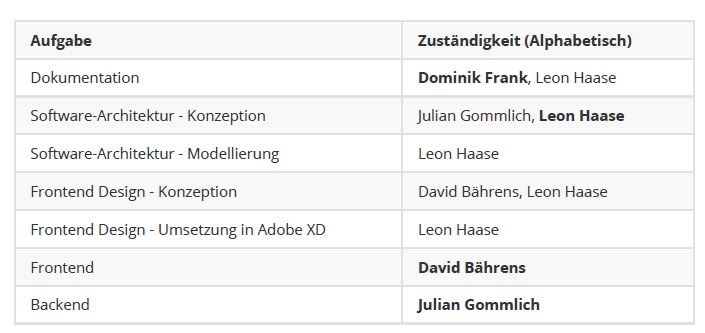 Aufgabe Zuständigkeit (Alphabetisch)
Dokumentation Dominik Frank, Leon Haase
Software-Architektur - Konzeption Julian Gommlich, Leon Haase
Software-Architektur - Modellierung Leon Haase
Frontend Design - Konzeption David Bährens, Leon Haase
Frontend Design - Umsetzung in Adobe XD Leon Haase
Frontend David Bährens
Backend Julian Gommlich